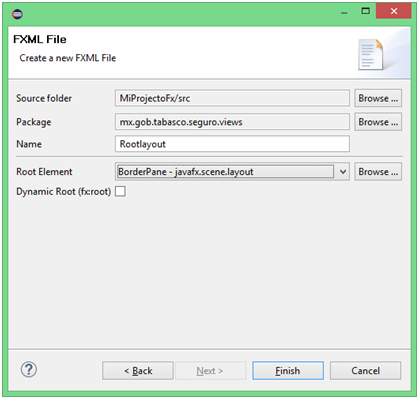 FXML File
Create a new FXML File
Source folder MiProjectoFx/src Browse ...
Package mx.gob.tabasco.seguro.views Browse ...
Name Rootlayout
Root Element BorderPane - javafx.scene.layout Browse ...
Dynamic Root (fx:root)
? < Back Next > Finish Cancel